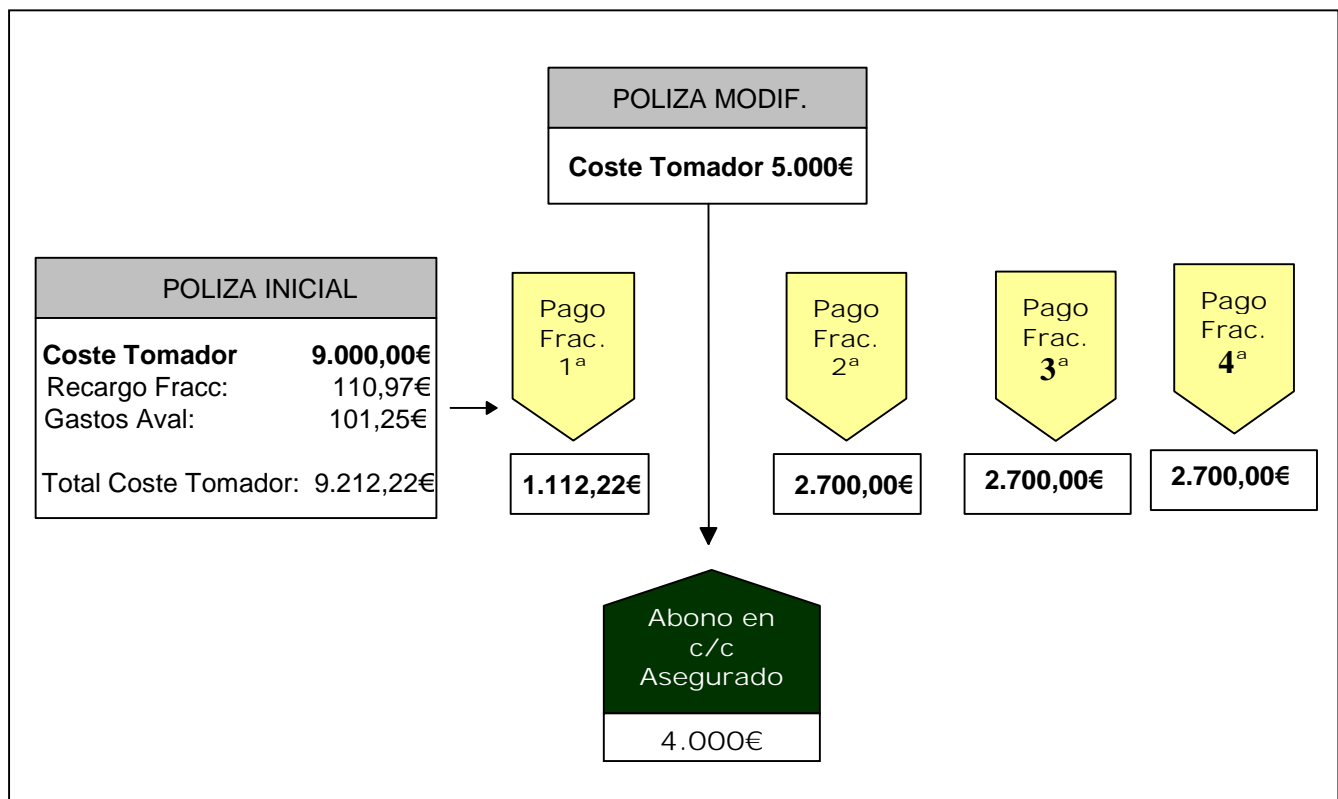 POLIZA MODIF.
Coste Tomador 5.000€
POLIZA INICIAL
Coste Tomador 9.000,00€
Recargo Fracc: 110,97€
Gastos Aval: 101,25€
Total Coste Tomador: 9.212,22€
Pago
Frac.
1ª
1.112,22€
Pago
Frac.
2ª
2.700,00€
Pago
Frac.
3ª
2.700,00€
Pago
Frac.
4ª
2.700,00€
Abono en
c/c
Asegurado
4.000€